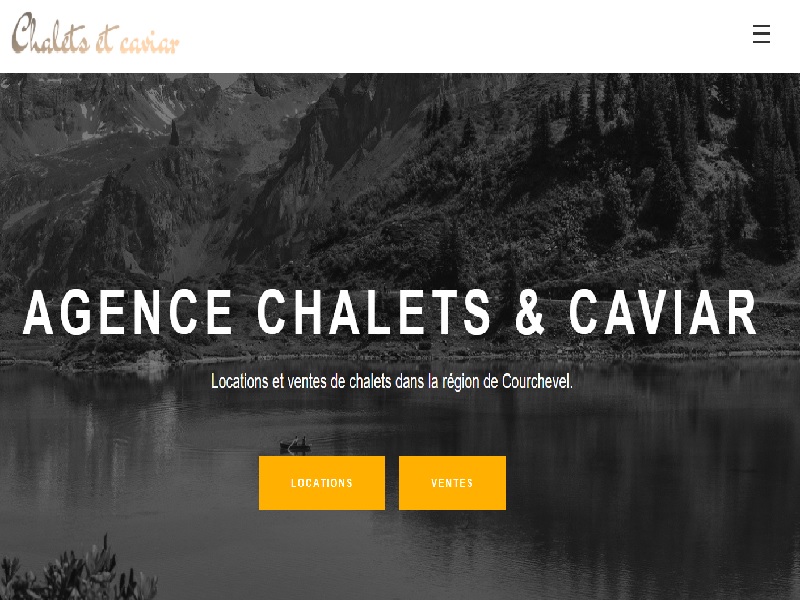 Chalets et caviar
AGENCE CHALETS & CAVIAR
Locations et ventes de chalets dans la région de Courchevel.
LOCATIONS
VENTES